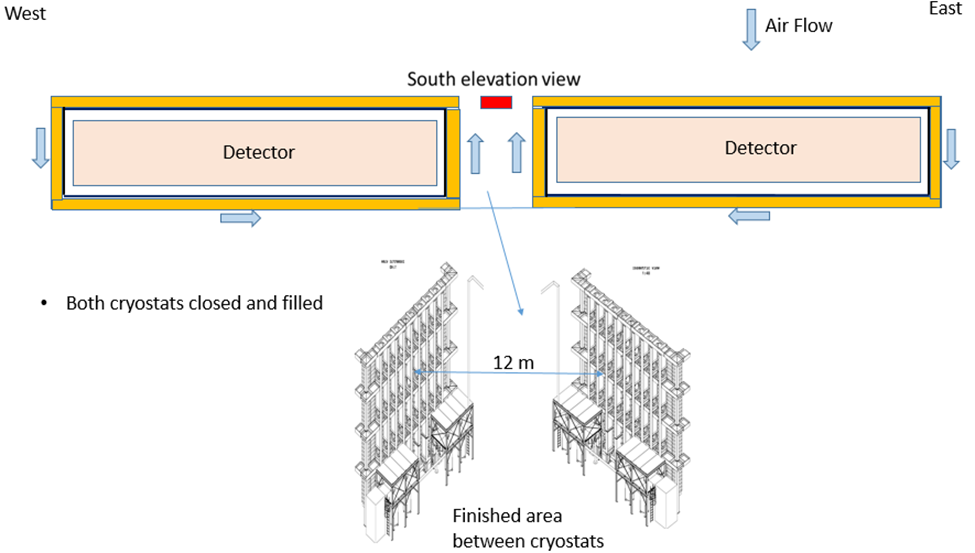 West
East
Air Flow
South elevation view
Detector
Detector
• Both cryostats closed and filled
12 m
Finished area
between cryostats